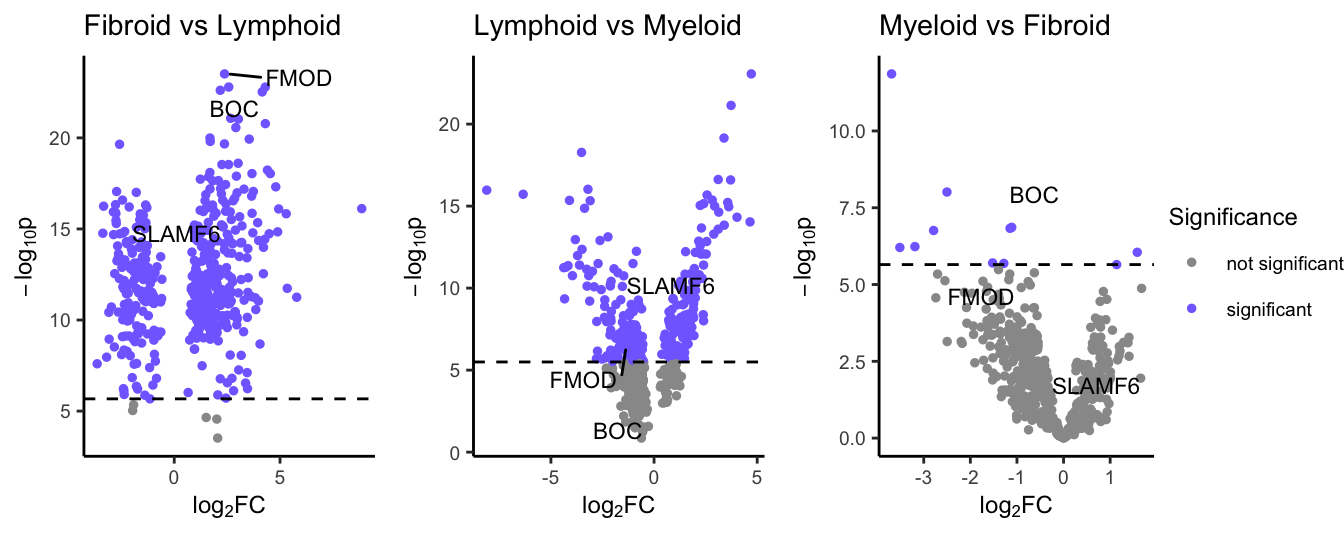 Fibroid vs Lymphoid
FMOD
BOC
SLAMF6
20
15
10
5
0
5
−log10p
log2FC
Lymphoid vs Myeloid
SLAMF6
FMOD
BOC
20
15
10
5
0
-5
0
5
−log10p
log2FC
Myeloid vs Fibroid
BOC
FMOD
SLAMF6
10.0
7.5
5.0
2.5
0.0
-3
-2
-1
0
1
−log10p
log2FC
Significance
not significant
significant